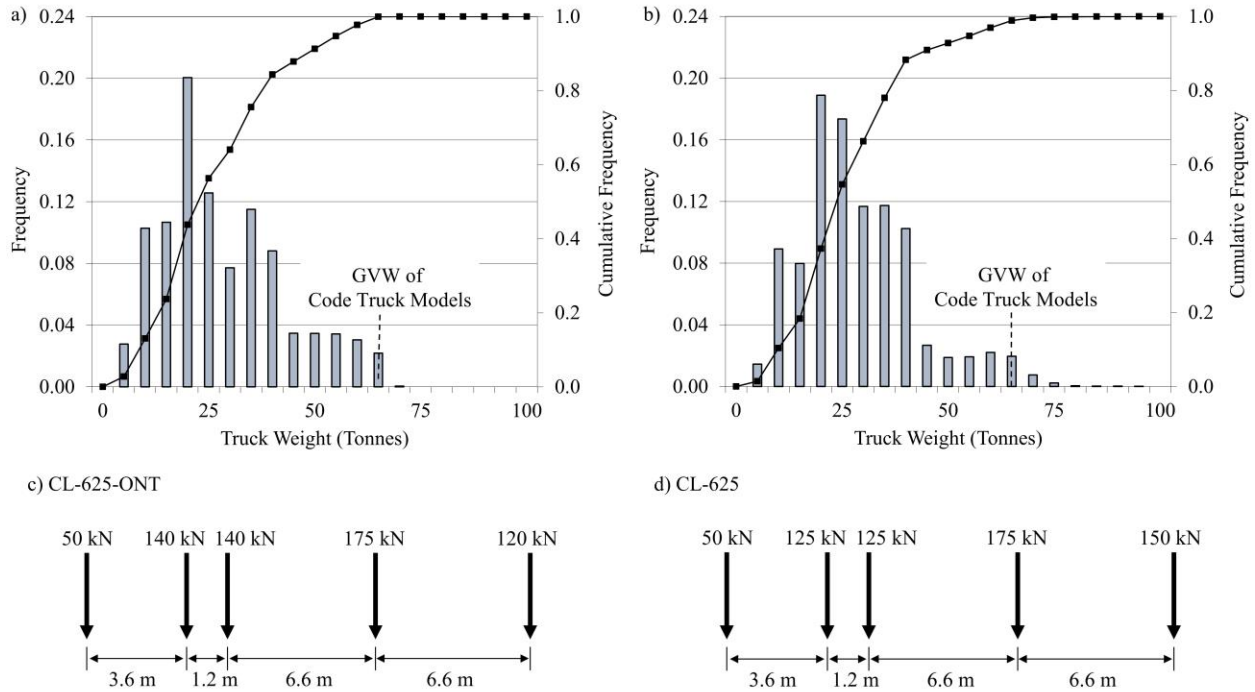 a)
0.24
0.20
0.16
0.12
0.08
0.04
0.00
Frequency
1.0
0.8
0.6
0.4
0.2
0.0
Cumulative Frequency
GVW of
Code Truck Models
0 25 50 75 100
Truck Weight (Tonnes)
b)
0.24
0.20
0.16
0.12
0.08
0.04
0.00
Frequency
1.0
0.8
0.6
0.4
0.2
0.0
Cumulative Frequency
GVW of
Code Truck Models
0 25 50 75 100
Truck Weight (Tonnes)
c) CL-625-ONT
50 kN 140 kN 140 kN 175 kN 120 kN
3.6 m 1.2 m 6.6 m 6.6 m
d) CL-625
50 kN 125 kN 125 kN 175 kN 150 kN
3.6 m 1.2 m 6.6 m 6.6 m